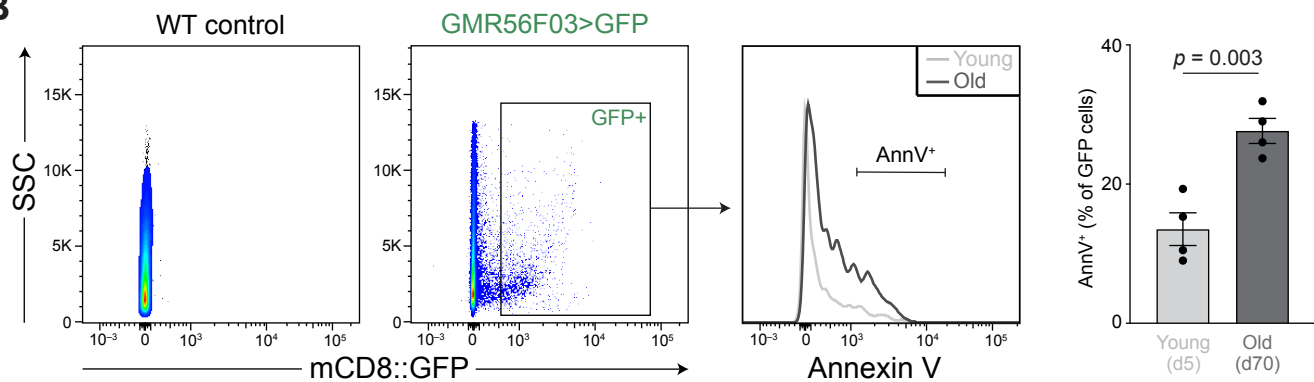 B
WT control
GMR56F03>GFP
SSC
15K
10K
5K
0
10⁻³ 0 10³ 10⁴ 10⁵
15K
10K
5K
0
GFP+
10⁻³ 0 10³ 10⁴ 10⁵
mCD8::GFP
Young
Old
AnnV⁺
10⁻³ 0 10³ 10⁴ 10⁵
Annexin V
AnnV⁺ (% of GFP cells)
40
20
0
p = 0.003
Young
(d5)
Old
(d70)